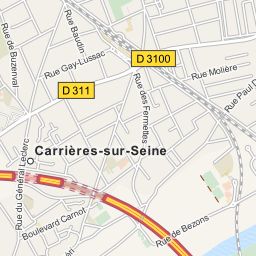 Rue Baudin
Rue de Buzenval
Rue Gay-Lussac
D 3100
Rue Molière
D 311
Rue des Fermettes
Rue Paul D
Carrières-sur-Seine
Rue du Général Leclerc
Boulevard Carnot
Rue de Bezons
éri